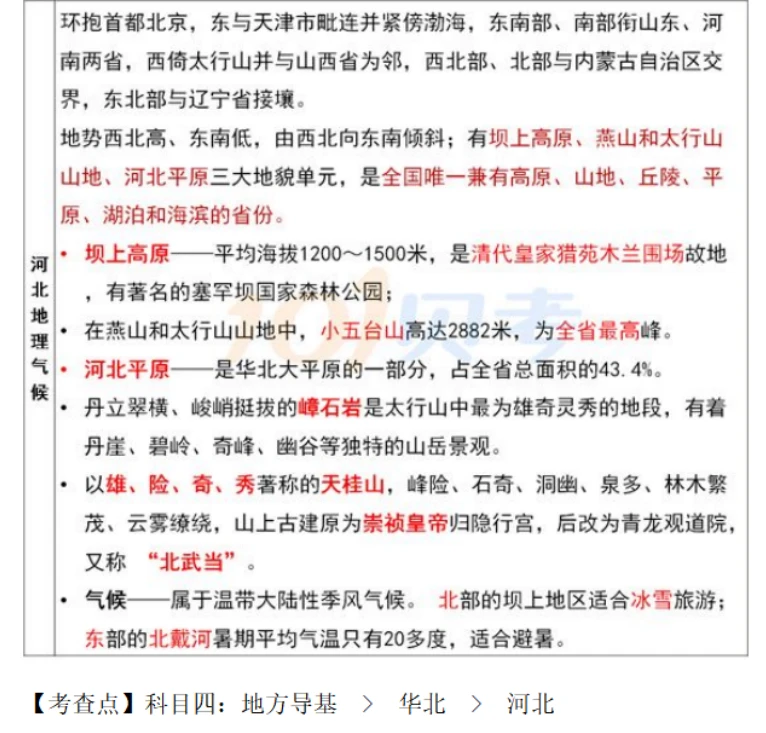 环抱首都北京，东与天津市毗连并紧傍渤海，东南部、南部衔山东、河
南两省，西倚太行山并与山西省为邻，西北部、北部与内蒙古自治区交
界，东北部与辽宁省接壤。
地势西北高、东南低，由西北向东南倾斜；有坝上高原、燕山和太行山
山地、河北平原三大地貌单元，是全国唯一兼有高原、山地、丘陵、平
原、湖泊和海滨的省份。
河北地理气候
• 坝上高原——平均海拔1200～1500米，是清代皇家猎苑木兰围场故地
，有著名的塞罕坝国家森林公园；
• 在燕山和太行山山地中，小五台山高达2882米，为全省最高峰。
• 河北平原——是华北大平原的一部分，占全省总面积的43.4%。
• 丹立翠横、峻峭挺拔的嶂石岩是太行山中最为雄奇灵秀的地段，有着
丹崖、碧岭、奇峰、幽谷等独特的山岳景观。
• 以雄、险、奇、秀著称的天桂山，峰险、石奇、洞幽、泉多、林木繁
茂、云雾缭绕，山上古建原为崇祯皇帝归隐行宫，后改为青龙观道院，
又称 “北武当”。
• 气候——属于温带大陆性季风气候。 北部的坝上地区适合冰雪旅游；
东部的北戴河暑期平均气温只有20多度，适合避暑。
101贝考
【考查点】科目四：地方导基 > 华北 > 河北